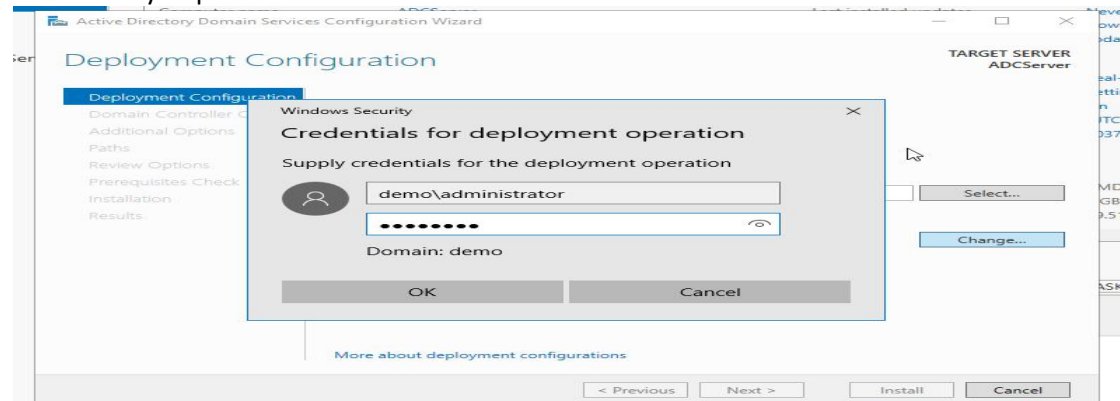 Active Directory Domain Services Configuration Wizard
Deployment Configuration
TARGET SERVER
ADCServer
Deployment Configuration
Domain Controller
Additional Options
Paths
Review Options
Prerequisites Check
Installation
Results
Windows Security
Credentials for deployment operation
Supply credentials for the deployment operation
demo\administrator
●●●●●●●●
Domain: demo
OK
Cancel
Select...
Change...
More about deployment configurations
< Previous
Next >
Install
Cancel